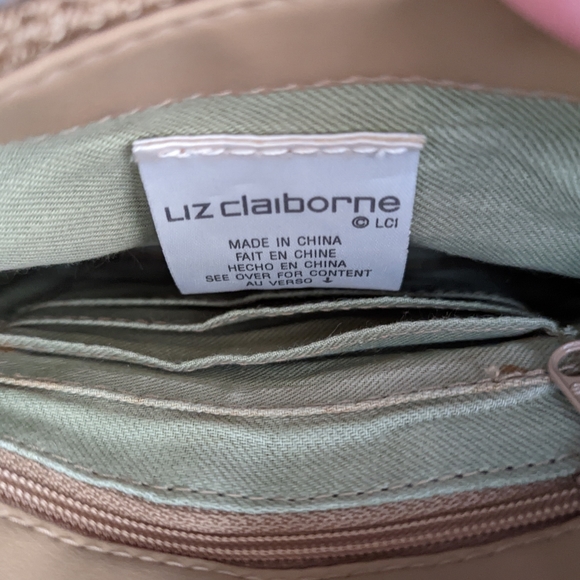 LIZ claiborne
© LCI
MADE IN CHINA
FAIT EN CHINE
HECHO EN CHINA
SEE OVER FOR CONTENT
AU VERSO ↓